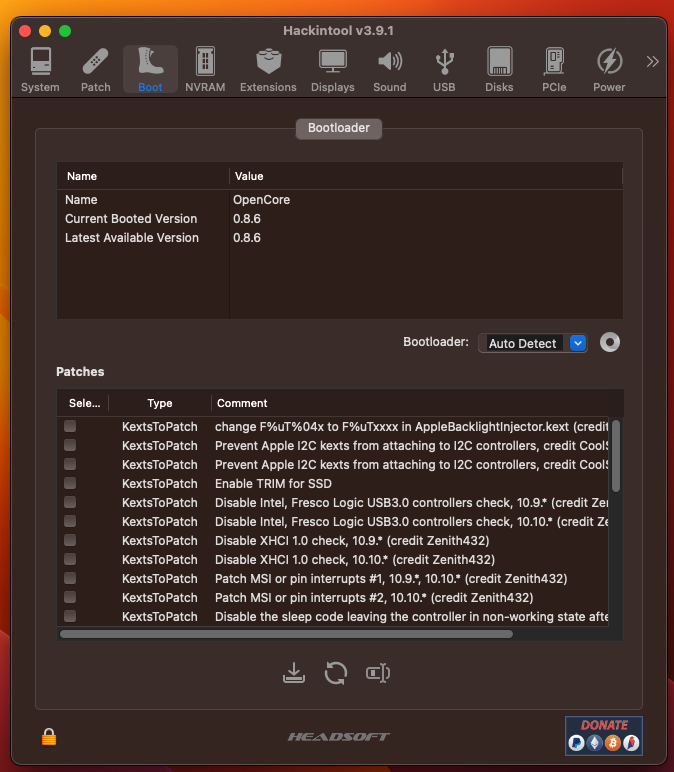 Hackintool v3.9.1
System Patch Boot NVRAM Extensions Displays Sound USB Disks PCIe Power
Bootloader
Name Value
Name OpenCore
Current Booted Version 0.8.6
Latest Available Version 0.8.6
Bootloader: Auto Detect
Patches
Sele... Type Comment
KextsToPatch change F%uT%04x to F%uTxxxx in AppleBacklightInjector.kext (credit
KextsToPatch Prevent Apple I2C kexts from attaching to I2C controllers, credit CoolS
KextsToPatch Prevent Apple I2C kexts from attaching to I2C controllers, credit CoolS
KextsToPatch Enable TRIM for SSD
KextsToPatch Disable Intel, Fresco Logic USB3.0 controllers check, 10.9.* (credit Zen
KextsToPatch Disable Intel, Fresco Logic USB3.0 controllers check, 10.10.* (credit Ze
KextsToPatch Disable XHCI 1.0 check, 10.9.* (credit Zenith432)
KextsToPatch Disable XHCI 1.0 check, 10.10.* (credit Zenith432)
KextsToPatch Patch MSI or pin interrupts #1, 10.9.*, 10.10.* (credit Zenith432)
KextsToPatch Patch MSI or pin interrupts #2, 10.10.* (credit Zenith432)
KextsToPatch Disable the sleep code leaving the controller in non-working state afte
HEADSOFT
DONATE